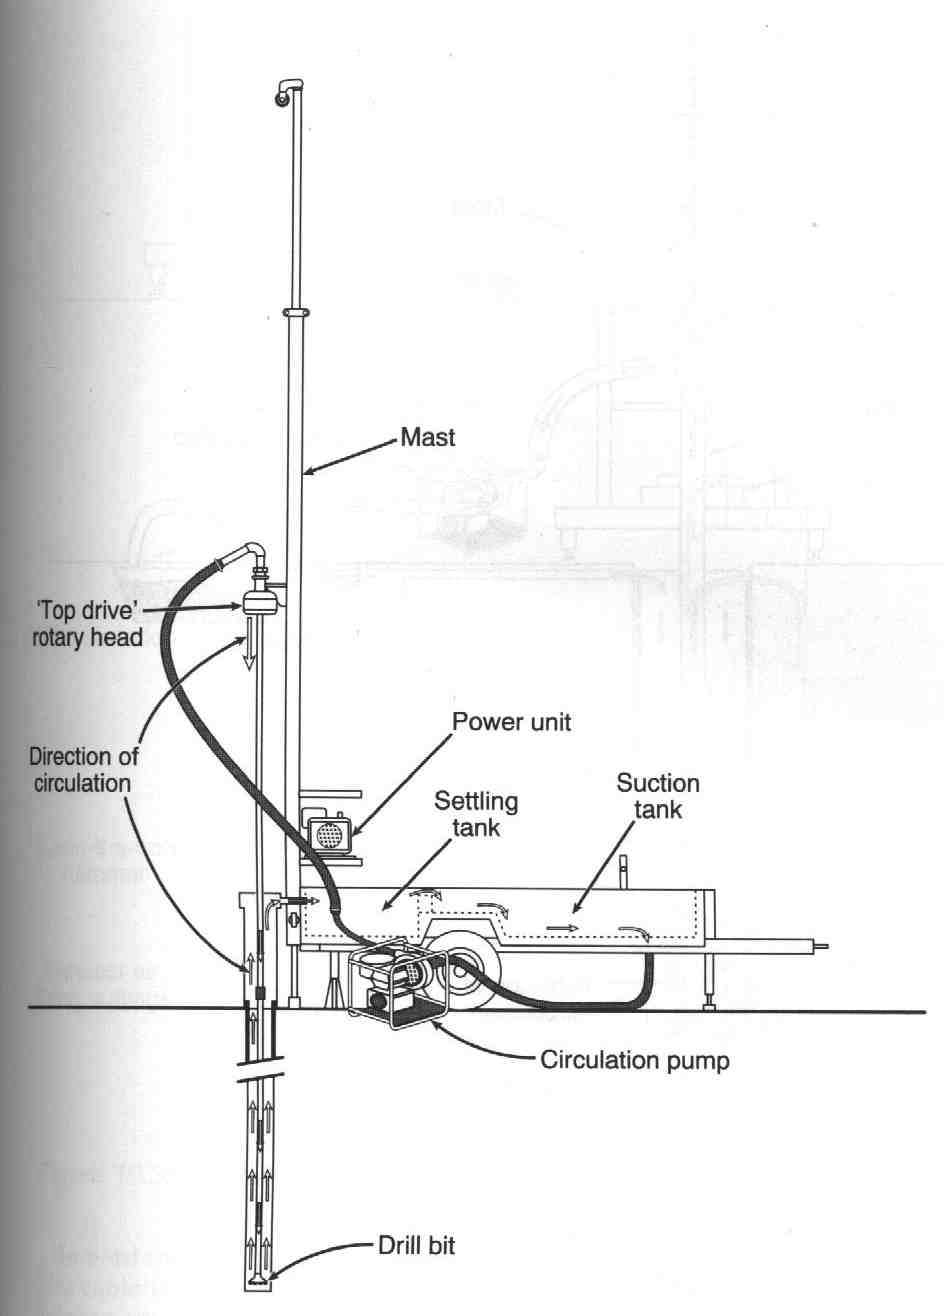 Mast
'Top drive'
rotary head
Direction of
circulation
Power unit
Settling
tank
Suction
tank
Circulation pump
Drill bit